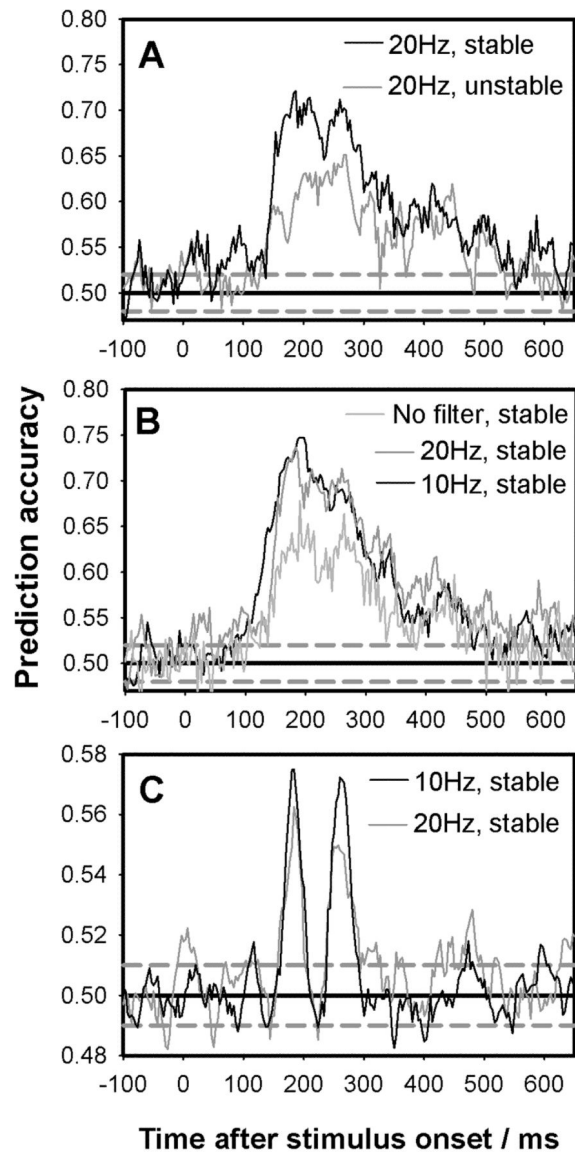 Prediction accuracy
A
20Hz, stable
20Hz, unstable
0.80
0.75
0.70
0.65
0.60
0.55
0.50
-100 0 100 200 300 400 500 600
B
No filter, stable
20Hz, stable
10Hz, stable
0.80
0.75
0.70
0.65
0.60
0.55
0.50
-100 0 100 200 300 400 500 600
C
10Hz, stable
20Hz, stable
0.58
0.56
0.54
0.52
0.50
0.48
-100 0 100 200 300 400 500 600
Time after stimulus onset / ms